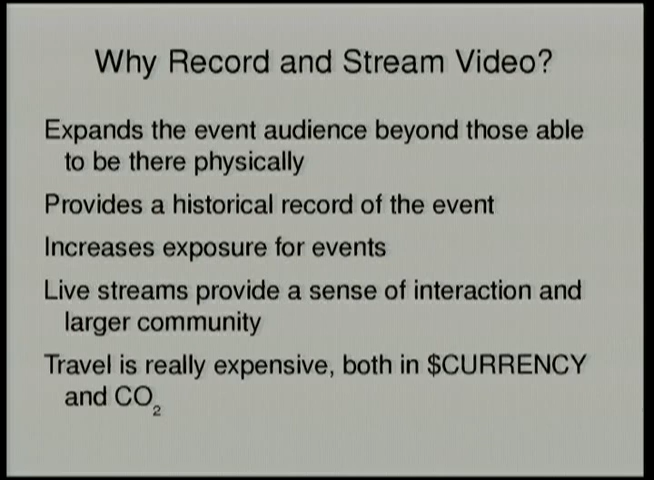 Why Record and Stream Video?
Expands the event audience beyond those able
to be there physically
Provides a historical record of the event
Increases exposure for events
Live streams provide a sense of interaction and
larger community
Travel is really expensive, both in $CURRENCY
and CO₂